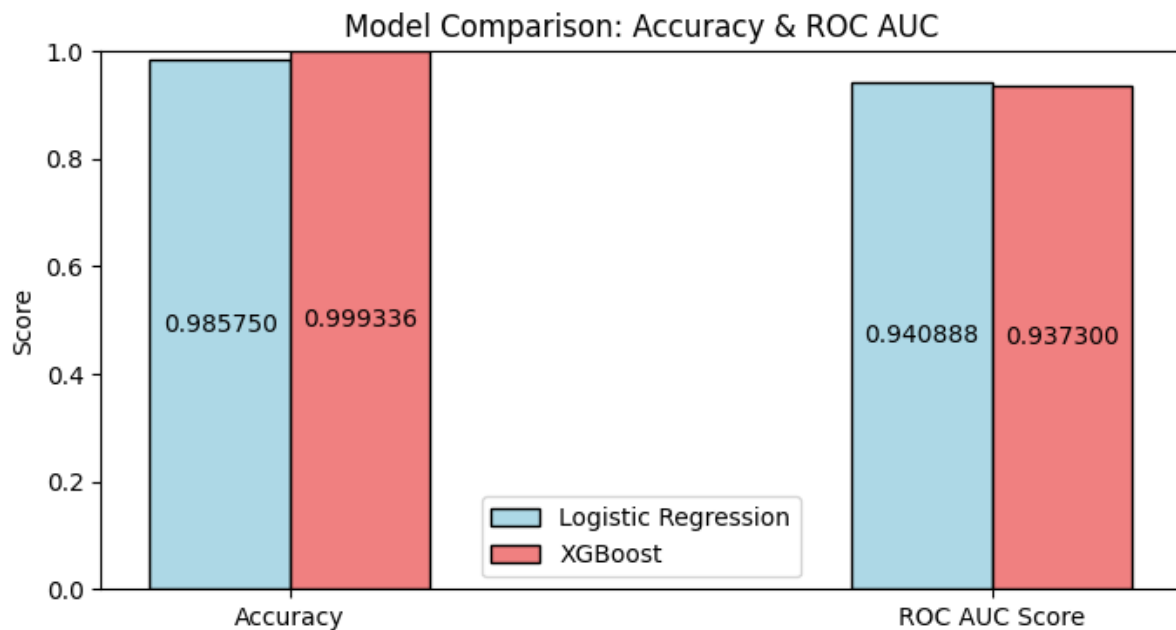 Model Comparison: Accuracy & ROC AUC
1.0
0.8
0.6
0.4
0.2
0.0
Score
0.985750
0.999336
0.940888
0.937300
Logistic Regression
XGBoost
Accuracy
ROC AUC Score